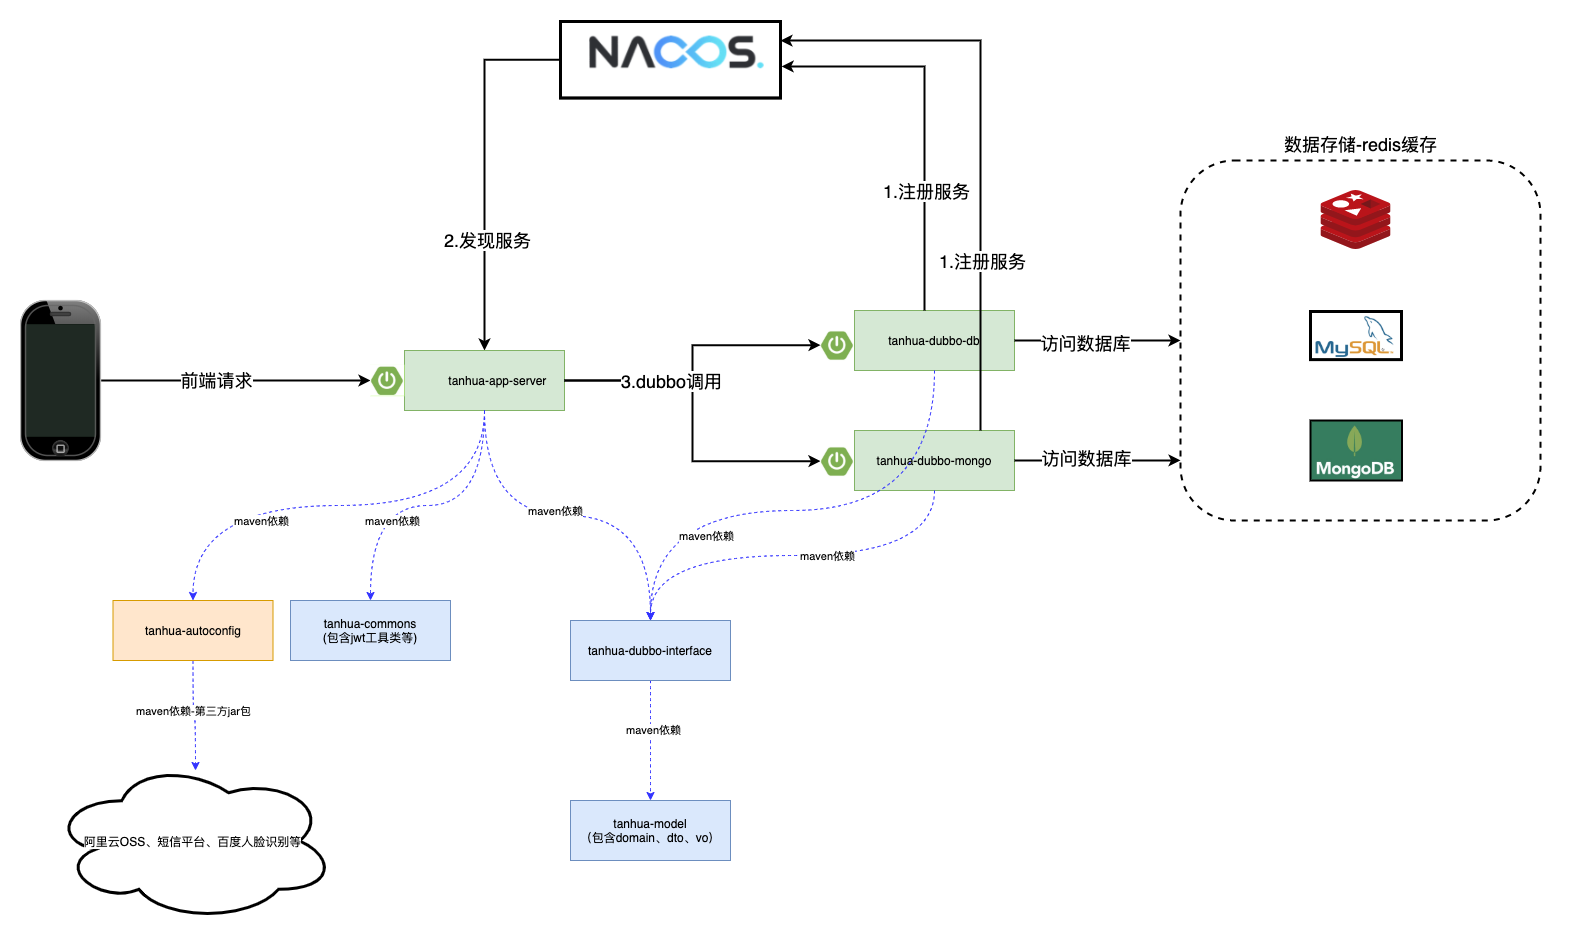 NACOS.
数据存储-redis缓存
1.注册服务
2.发现服务
1.注册服务
前端请求
tanhua-app-server
3.dubbo调用
tanhua-dubbo-db
访问数据库
MySQL
tanhua-dubbo-mongo
访问数据库
MongoDB
maven依赖
maven依赖
maven依赖
maven依赖
maven依赖
tanhua-autoconfig
tanhua-commons
(包含jwt工具类等)
tanhua-dubbo-interface
maven依赖-第三方jar包
maven依赖
tanhua-model
（包含domain、dto、vo）
阿里云OSS、短信平台、百度人脸识别等